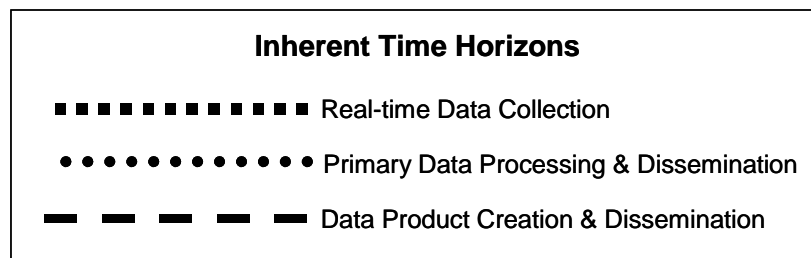 Inherent Time Horizons
Real-time Data Collection
Primary Data Processing & Dissemination
Data Product Creation & Dissemination